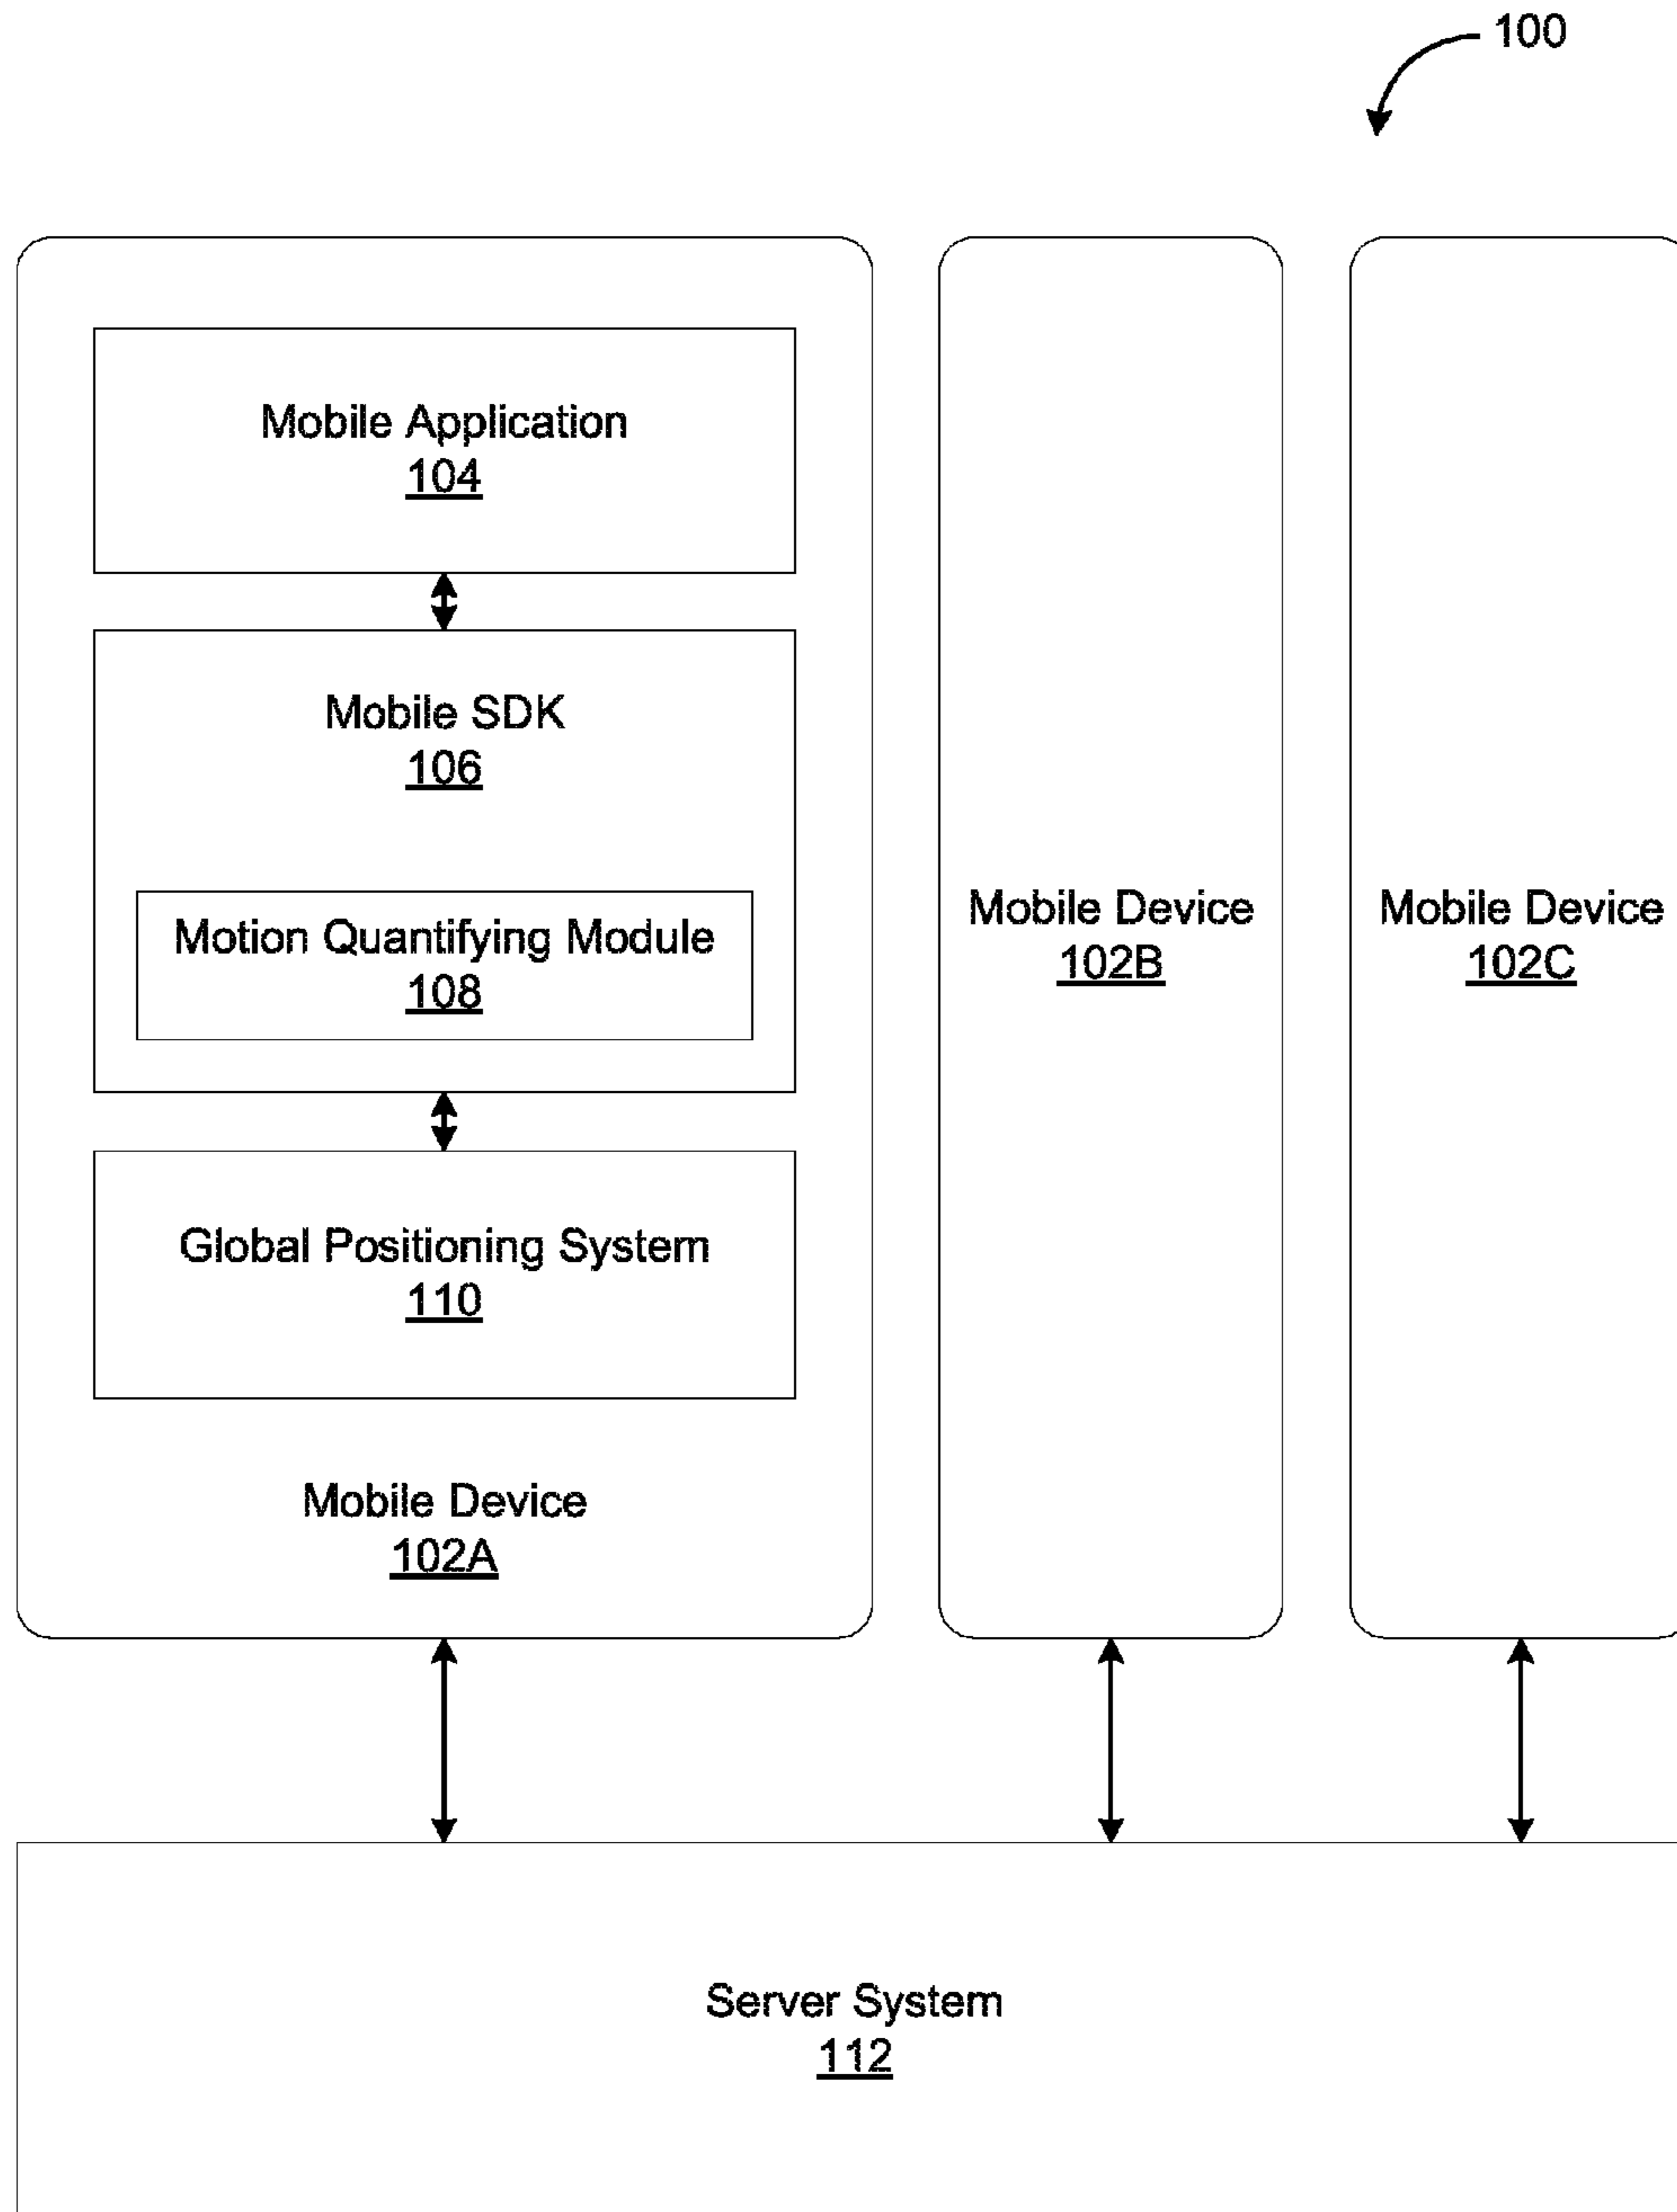 100
Mobile Application
104
Mobile SDK
106
Motion Quantifying Module
108
Global Positioning System
110
Mobile Device
102A
Mobile Device
102B
Mobile Device
102C
Server System
112